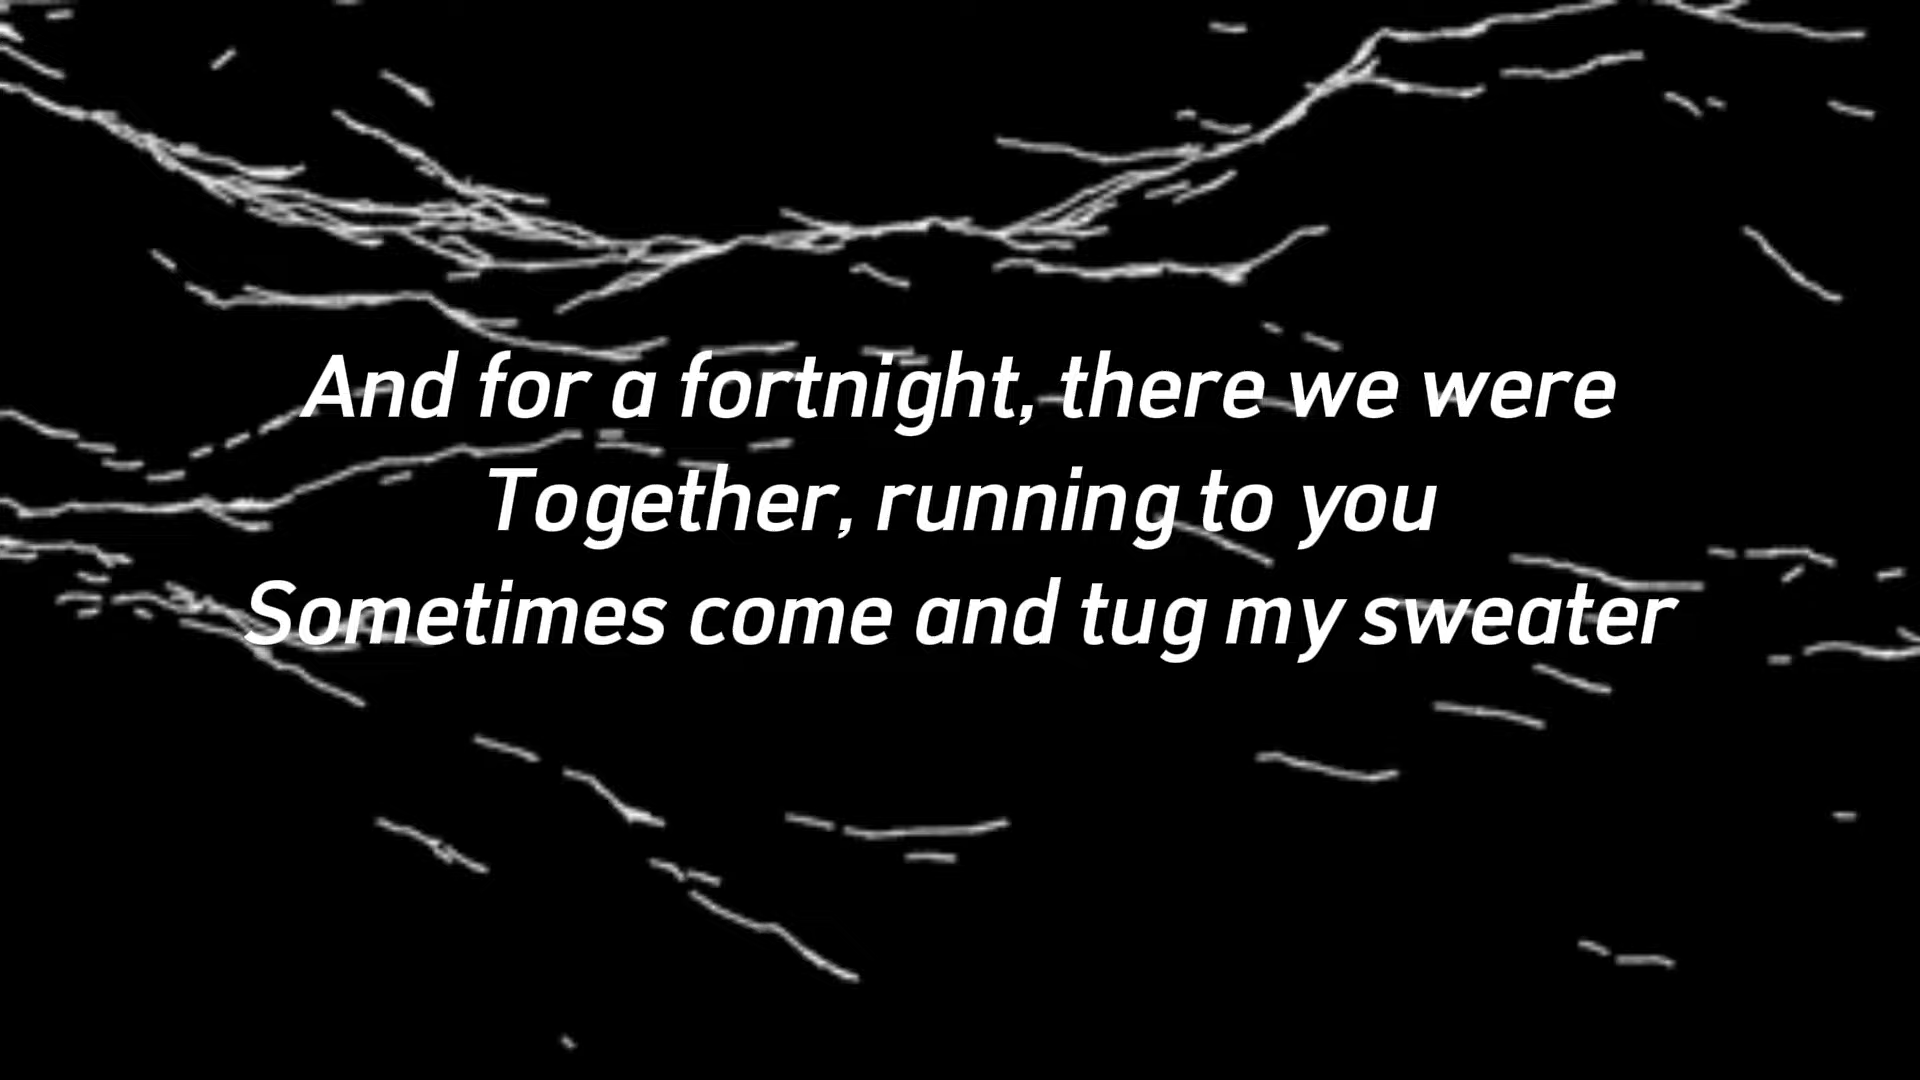 And for a fortnight, there we were
Together, running to you
Sometimes come and tug my sweater